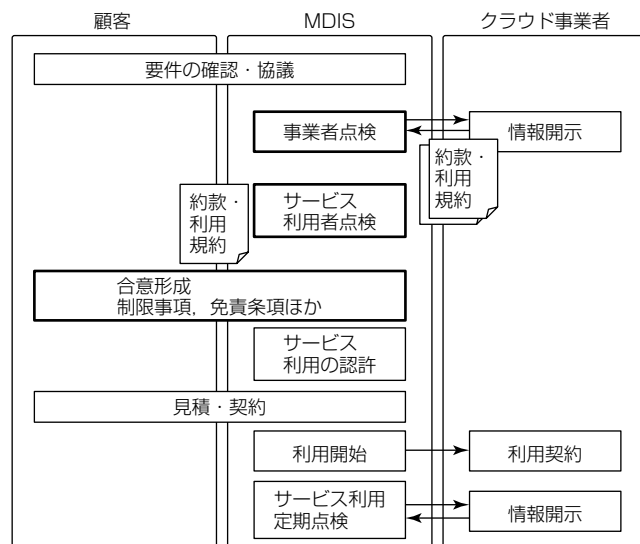 顧客
MDIS
クラウド事業者
要件の確認・協議
事業者点検
情報開示
約款・
利用
規約
約款・
利用
規約
サービス
利用者点検
合意形成
制限事項，免責条項ほか
サービス
利用の認許
見積・契約
利用開始
利用契約
サービス利用
定期点検
情報開示